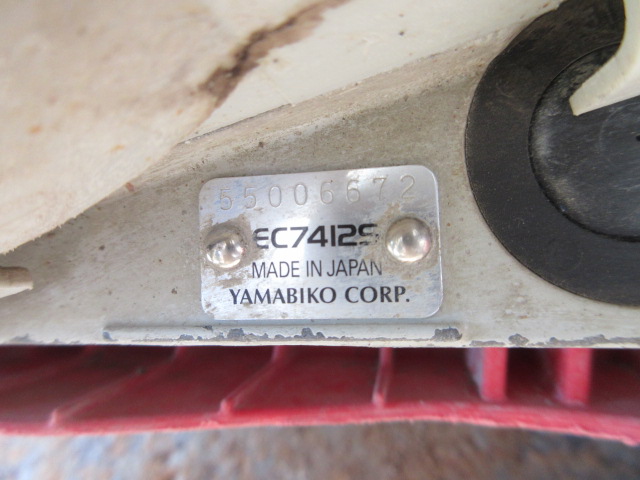 55006672
EC7412S
MADE IN JAPAN
YAMABIKO CORP.